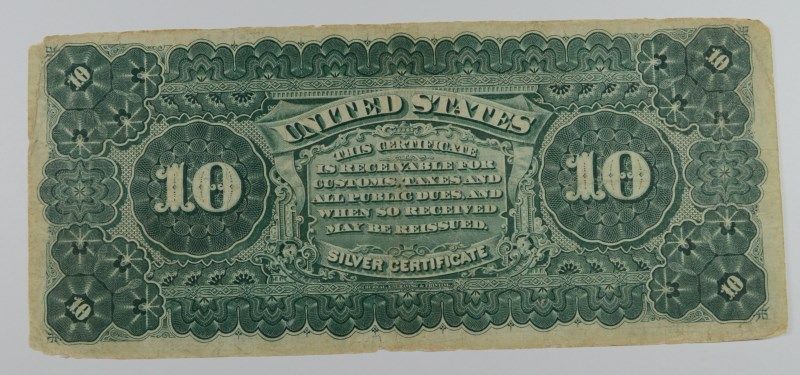 10
10
UNITED STATES
THIS CERTIFICATE
IS RECEIVABLE FOR
CUSTOMS, TAXES AND
ALL PUBLIC DUES, AND
WHEN SO RECEIVED
MAY BE REISSUED.
10
10
SILVER CERTIFICATE
10
10